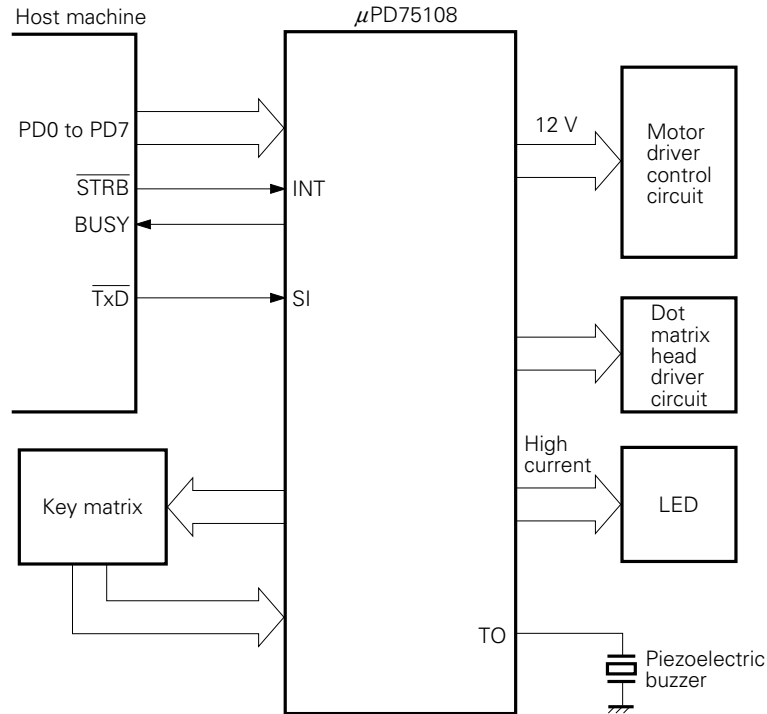 Host machine
μPD75108
PD0 to PD7
STRB
BUSY
TxD
INT
SI
12 V
Motor
driver
control
circuit
Dot
matrix
head
driver
circuit
High
current
LED
Key matrix
TO
Piezoelectric
buzzer